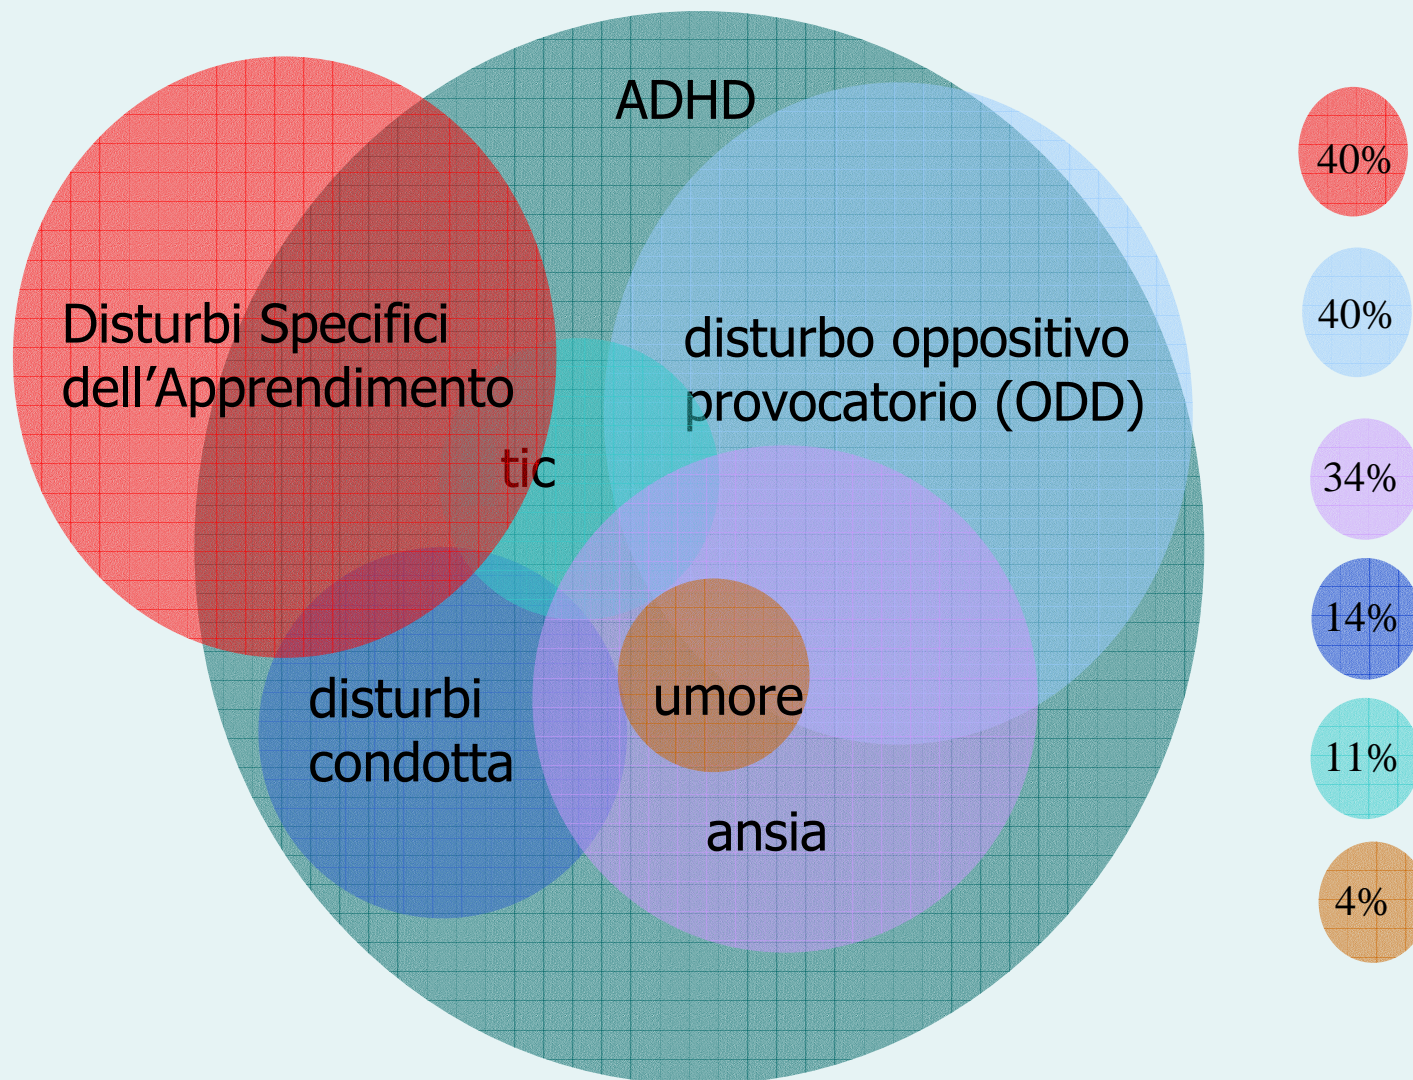 ADHD
Disturbi Specifici
dell’Apprendimento
disturbo oppositivo
provocatorio (ODD)
tic
disturbi
condotta
umore
ansia
40%
40%
34%
14%
11%
4%